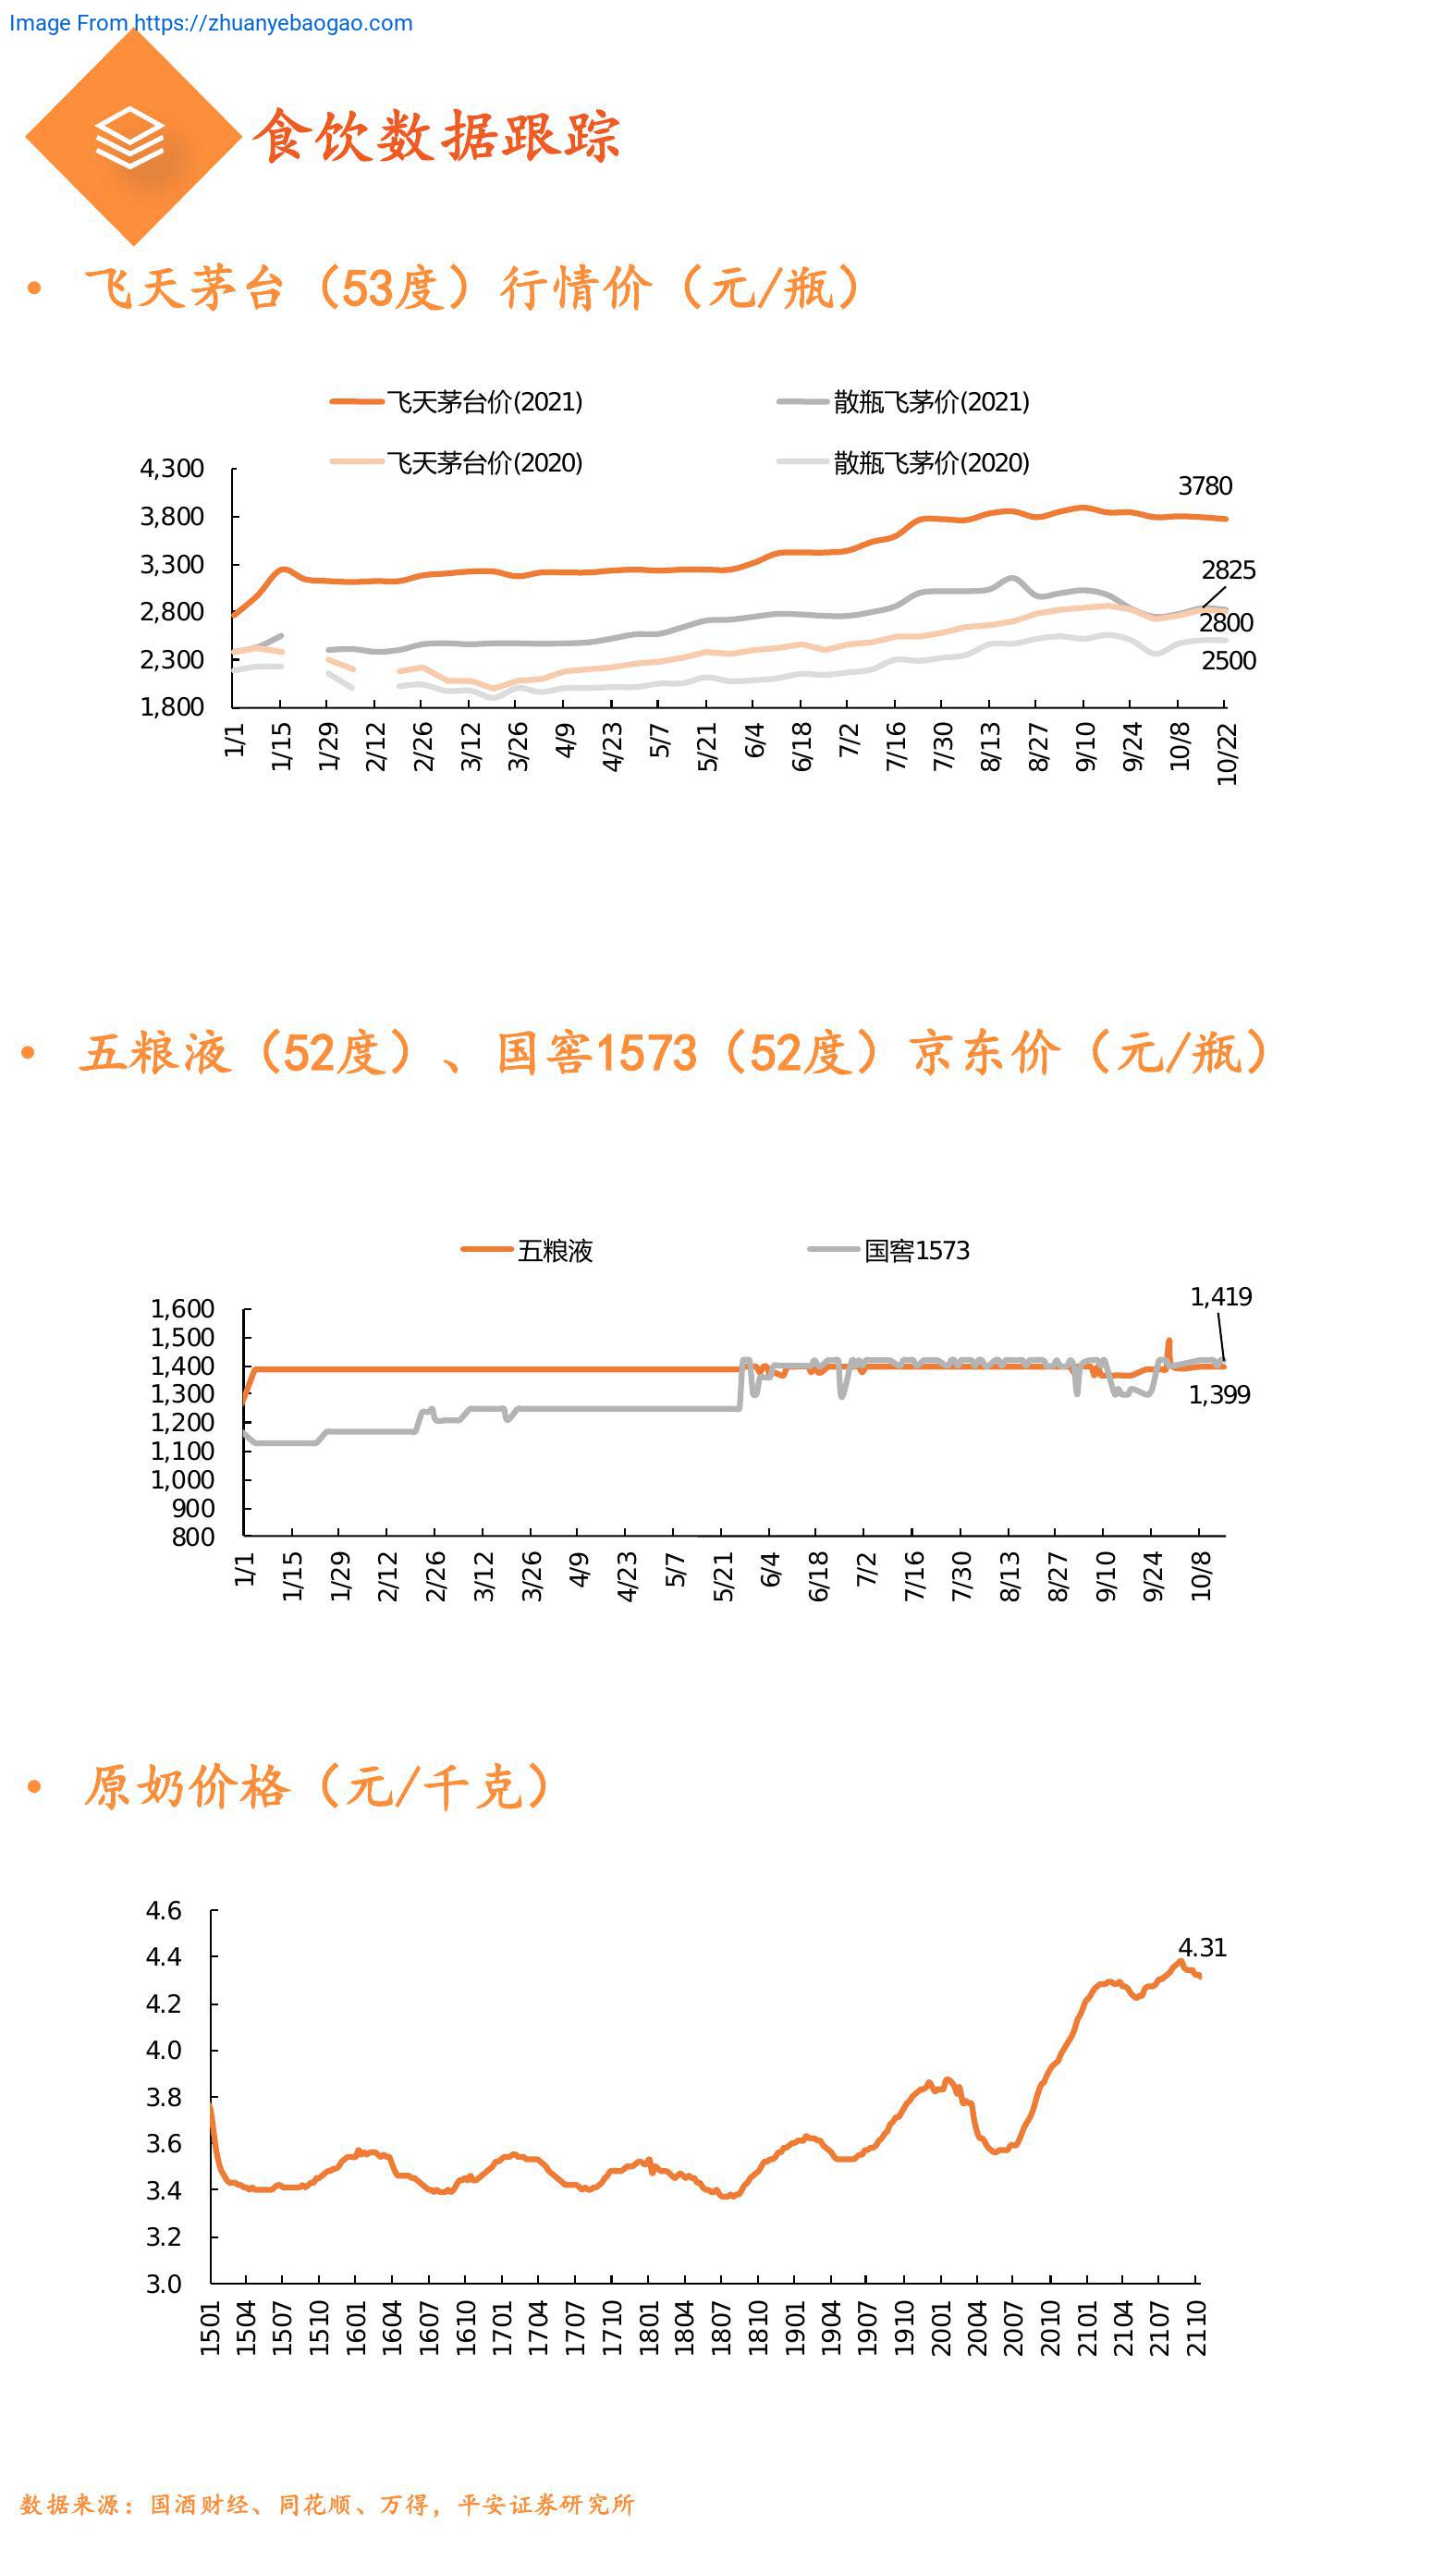 Image From https://zhuanyebaogao.com
食饮数据跟踪
• 飞天茅台（53度）行情价（元/瓶）
飞天茅台价(2021) 散瓶飞茅价(2021)
飞天茅台价(2020) 散瓶飞茅价(2020)
4,300
3,800
3,300
2,800
2,300
1,800
3780
2825
2800
2500
1/1 1/15 1/29 2/12 2/26 3/12 3/26 4/9 4/23 5/7 5/21 6/4 6/18 7/2 7/16 7/30 8/13 8/27 9/10 9/24 10/8 10/22
• 五粮液（52度）、国窖1573（52度）京东价（元/瓶）
五粮液 国窖1573
1,600
1,500
1,400
1,300
1,200
1,100
1,000
900
800
1,419
1,399
1/1 1/15 1/29 2/12 2/26 3/12 3/26 4/9 4/23 5/7 5/21 6/4 6/18 7/2 7/16 7/30 8/13 8/27 9/10 9/24 10/8
• 原奶价格（元/千克）
4.6
4.4
4.2
4.0
3.8
3.6
3.4
3.2
3.0
4.31
1501 1504 1507 1510 1601 1604 1607 1610 1701 1704 1707 1710 1801 1804 1807 1810 1901 1904 1907 1910 2001 2004 2007 2010 2101 2104 2107 2110
数据来源：国酒财经、同花顺、万得，平安证券研究所